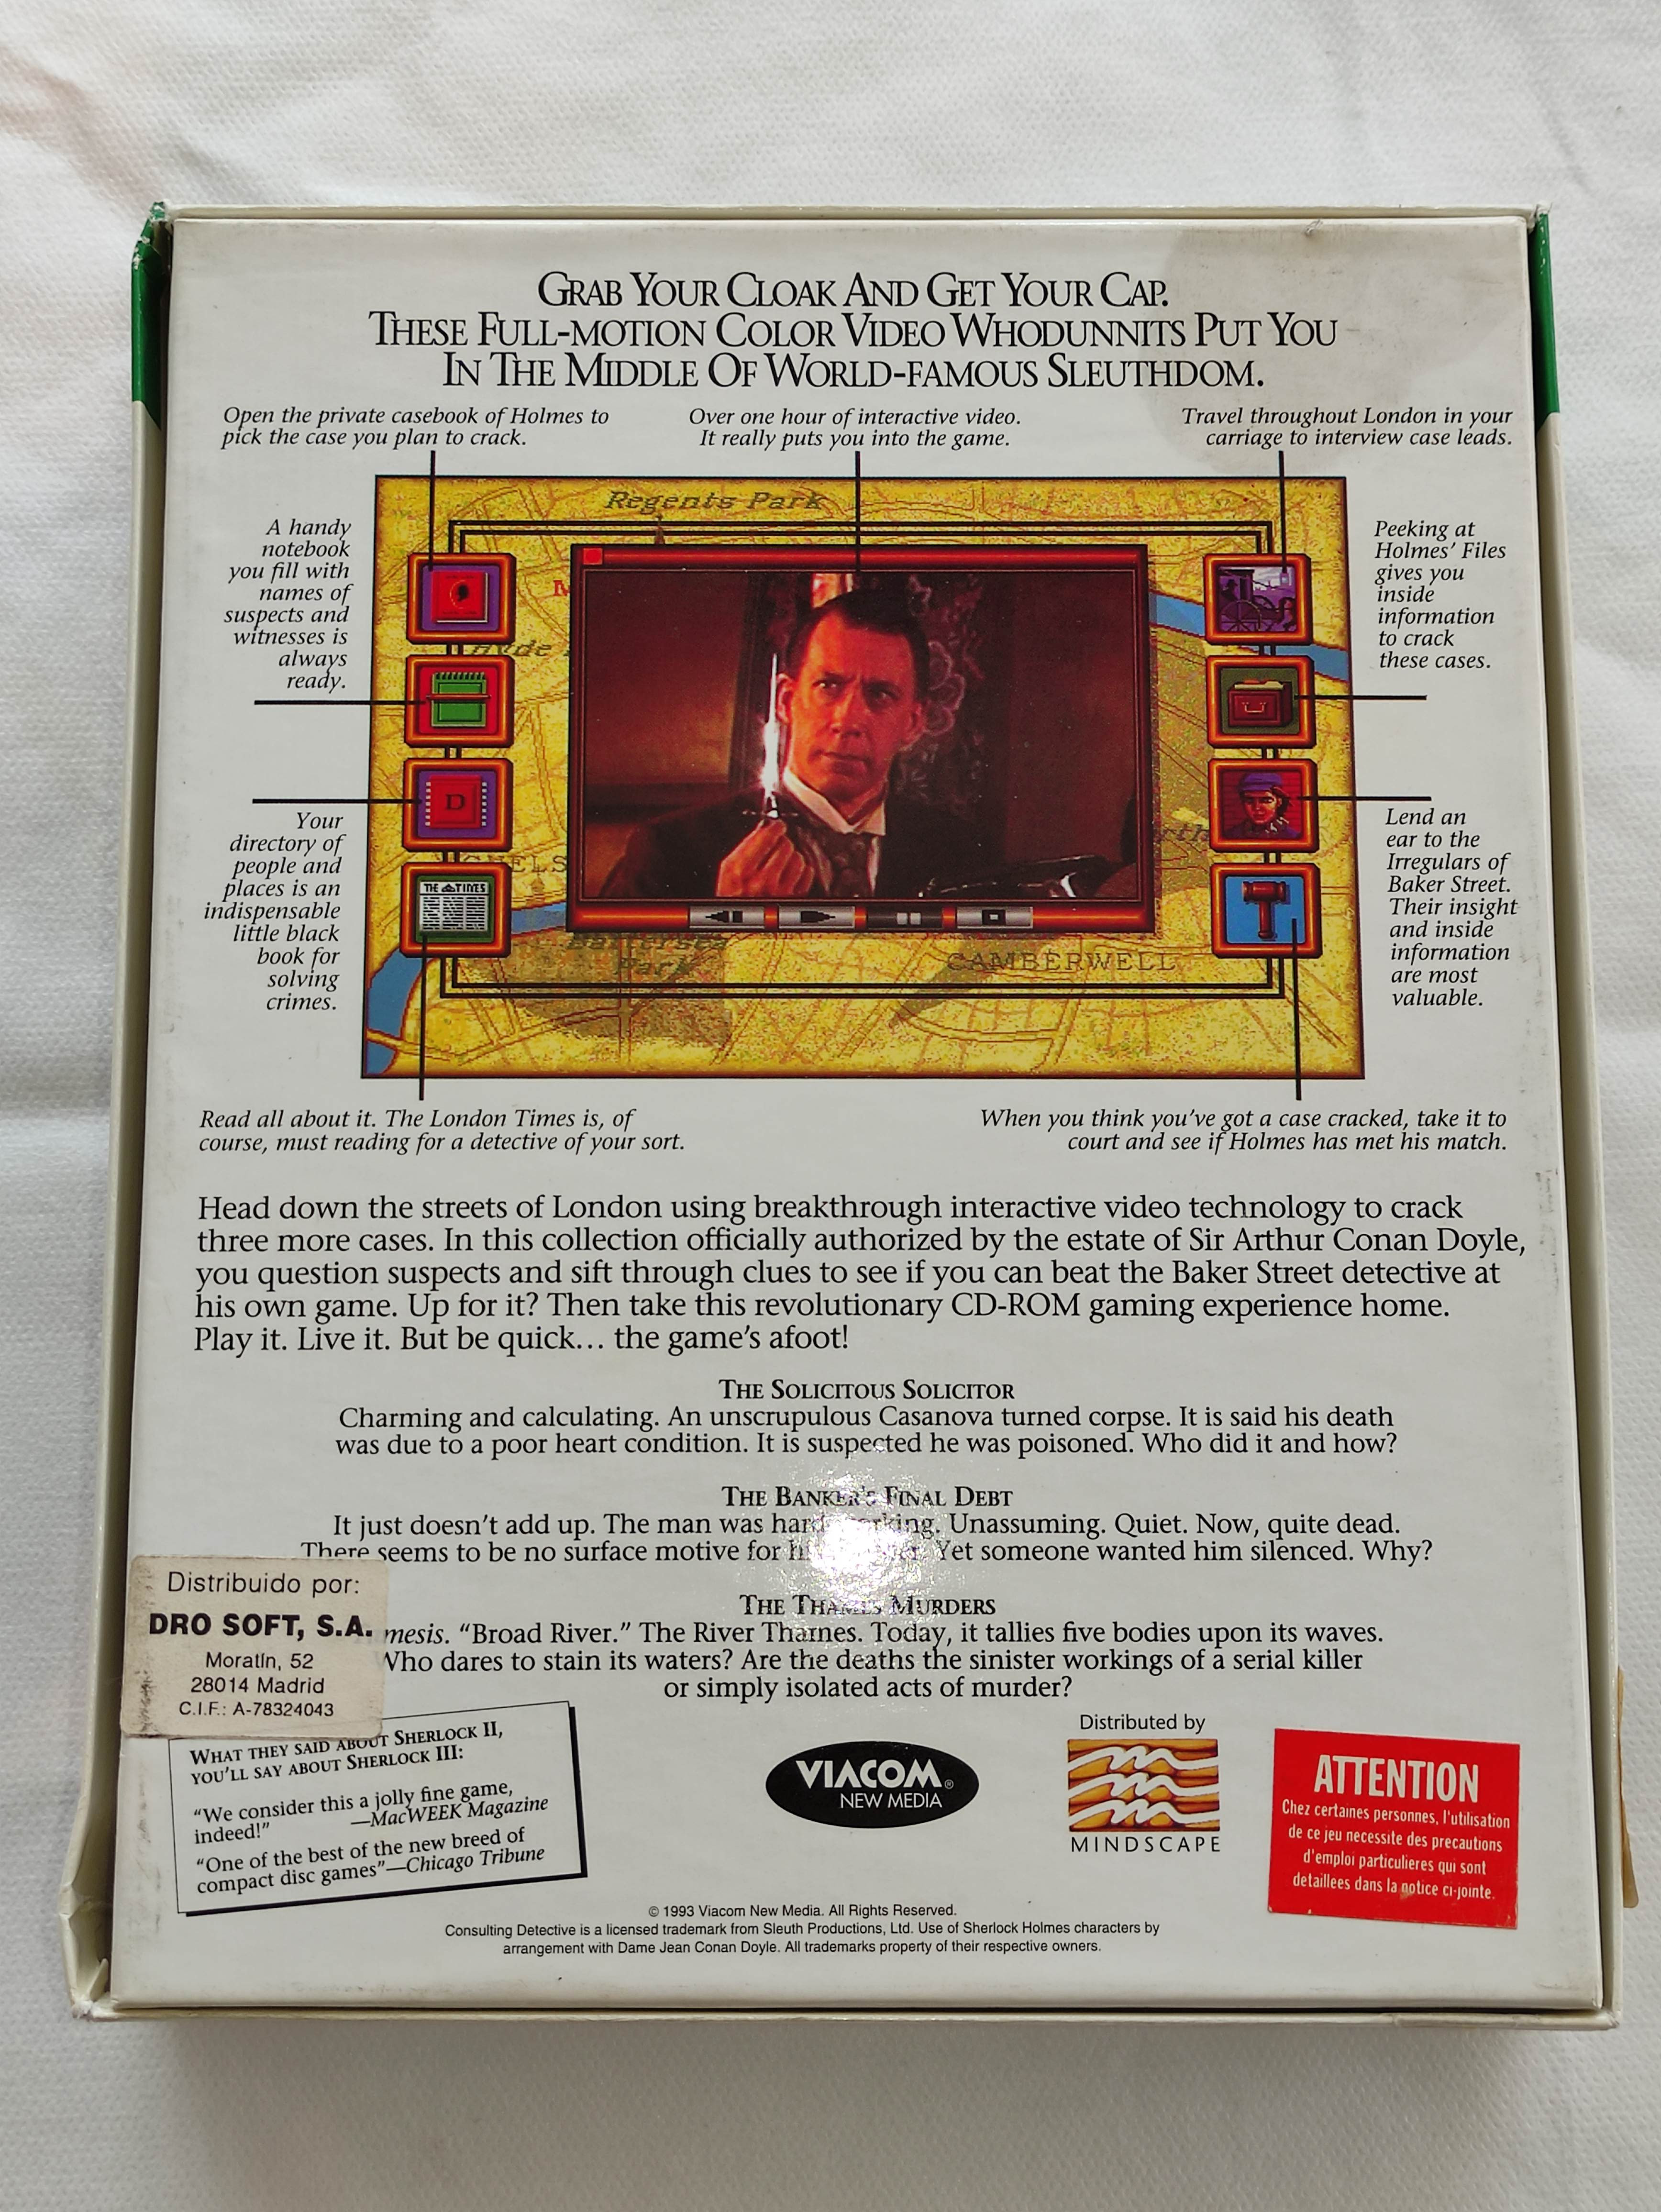 GRAB YOUR CLOAK AND GET YOUR CAP.
THESE FULL-MOTION COLOR VIDEO WHODUNNITS PUT YOU
IN THE MIDDLE OF WORLD-FAMOUS SLEUTHDOM.
Open the private casebook of Holmes to
pick the case you plan to crack.
Over one hour of interactive video.
It really puts you into the game.
Travel throughout London in your
carriage to interview case leads.
A handy
notebook
you fill with
names of
suspects and
witnesses is
always
ready.
Your
directory of
people and
places is an
indispensable
little black
book for
solving
crimes.
Regents Park
Hyde
D
CHELS
THE TIMES
Battersea
Park
CAMBERWELL
Peeking at
Holmes' Files
gives you
inside
information
to crack
these cases.
Lend an
ear to the
Irregulars of
Baker Street.
Their insight
and inside
information
are most
valuable.
Read all about it. The London Times is, of
course, must reading for a detective of your sort.
When you think you've got a case cracked, take it to
court and see if Holmes has met his match.
Head down the streets of London using breakthrough interactive video technology to crack
three more cases. In this collection officially authorized by the estate of Sir Arthur Conan Doyle,
you question suspects and sift through clues to see if you can beat the Baker Street detective at
his own game. Up for it? Then take this revolutionary CD-ROM gaming experience home.
Play it. Live it. But be quick... the game's afoot!
THE SOLICITOUS SOLICITOR
Charming and calculating. An unscrupulous Casanova turned corpse. It is said his death
was due to a poor heart condition. It is suspected he was poisoned. Who did it and how?
THE BANKER'S FINAL DEBT
It just doesn't add up. The man was hard working. Unassuming. Quiet. Now, quite dead.
There seems to be no surface motive for Yet someone wanted him silenced. Why?
THE THAMES MURDERS
mesis. "Broad River." The River Thames. Today, it tallies five bodies upon its waves.
Who dares to stain its waters? Are the deaths the sinister workings of a serial killer
or simply isolated acts of murder?
Distribuido por:
DRO SOFT, S.A.
Moratín, 52
28014 Madrid
C.I.F.: A-78324043
WHAT THEY SAID ABOUT SHERLOCK II,
YOU'LL SAY ABOUT SHERLOCK III:
"We consider this a jolly fine game,
indeed!" —MacWEEK Magazine
"One of the best of the new breed of
compact disc games"—Chicago Tribune
VIACOM®
NEW MEDIA
Distributed by
MINDSCAPE
ATTENTION
Chez certaines personnes, l'utilisation
de ce jeu necessite des precautions
d'emploi particulieres qui sont
detaillees dans la notice ci-jointe.
© 1993 Viacom New Media. All Rights Reserved.
Consulting Detective is a licensed trademark from Sleuth Productions, Ltd. Use of Sherlock Holmes characters by
arrangement with Dame Jean Conan Doyle. All trademarks property of their respective owners.